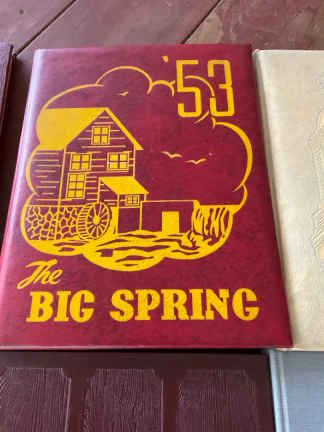 '53
The
BIG SPRING